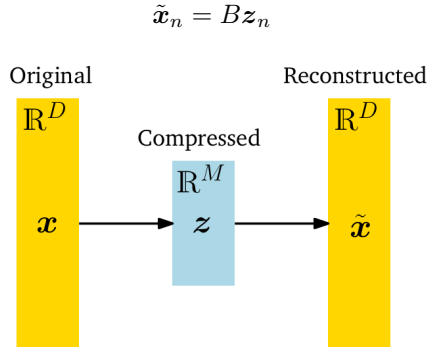 x̃ₙ = Bzₙ
Original
Reconstructed
ℝᴰ
ℝᴰ
Compressed
ℝᴹ
x
z
x̃